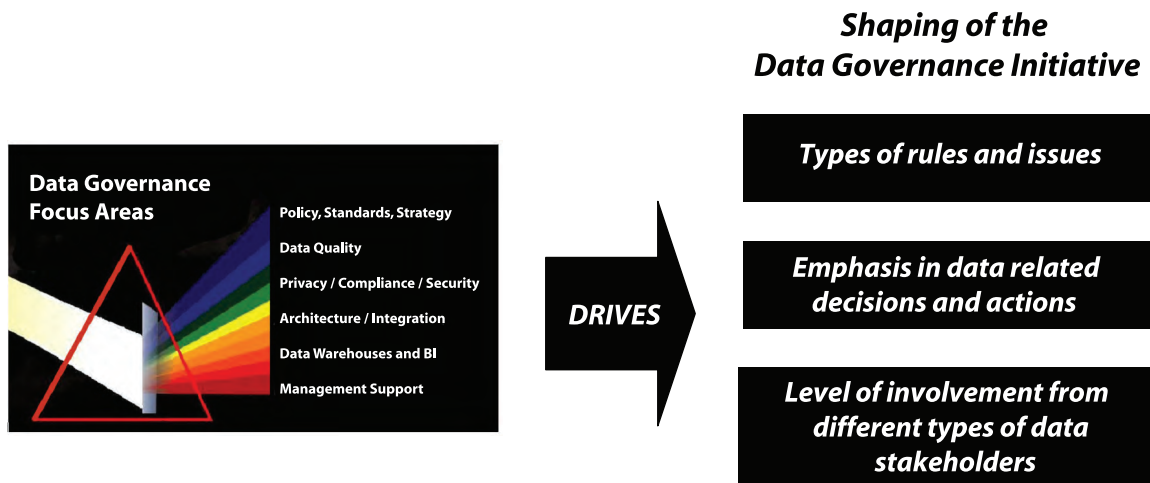 Data Governance
Focus Areas
Policy, Standards, Strategy
Data Quality
Privacy / Compliance / Security
Architecture / Integration
Data Warehouses and BI
Management Support
DRIVES
Shaping of the
Data Governance Initiative
Types of rules and issues
Emphasis in data related
decisions and actions
Level of involvement from
different types of data
stakeholders